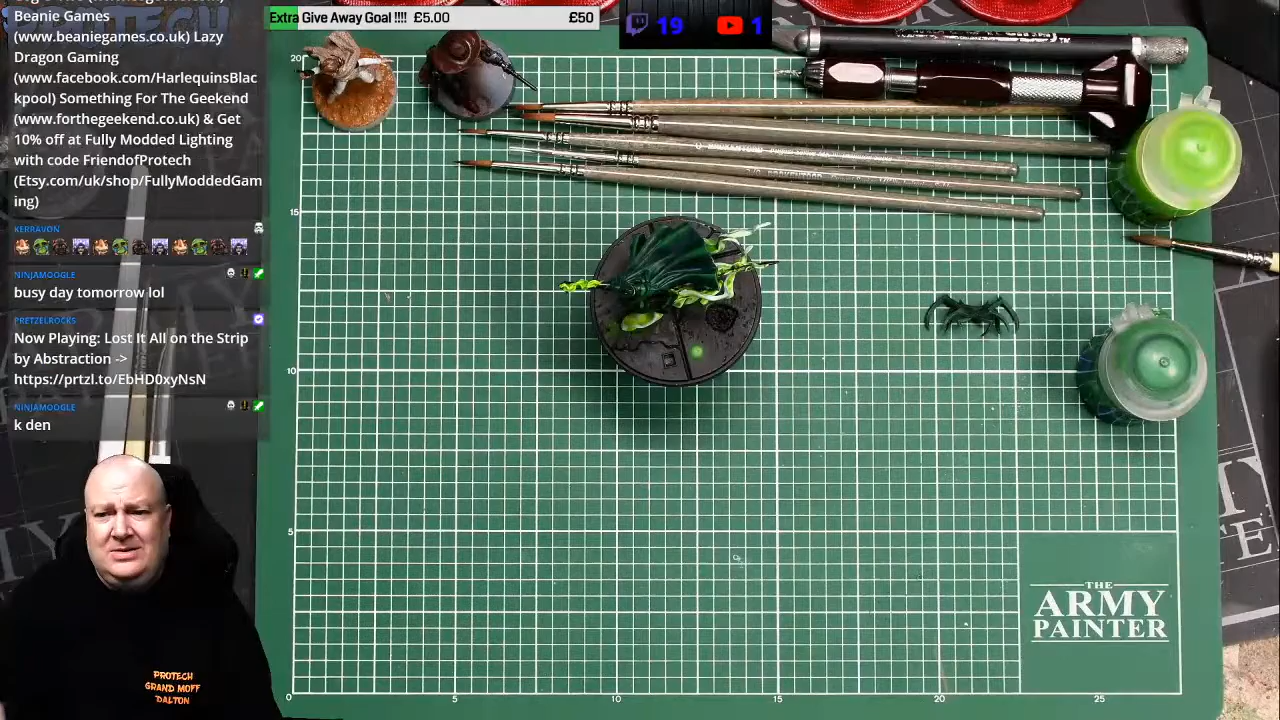 Beanie Games
(www.beaniegames.co.uk) Lazy
Dragon Gaming
(www.facebook.com/HarlequinsBlac
kpool) Something For The Geekend
(www.forthegeekend.co.uk) & Get
10% off at Fully Modded Lighting
with code FriendofProtech
(Etsy.com/uk/shop/FullyModdedGam
ing)
KERRAVON
NINJAMOOGLE
busy day tomorrow lol
PRETZELROCKS
Now Playing: Lost It All on the Strip
by Abstraction ->
https://prtzl.to/EbHD0xyNsN
NINJAMOOGLE
k den
Extra Give Away Goal !!!! £5.00 £50
19 1
20
15
10
5
0 5 10 15 20 25
THE
ARMY
PAINTER
PROTECH
GRAND MOFF
DALTON